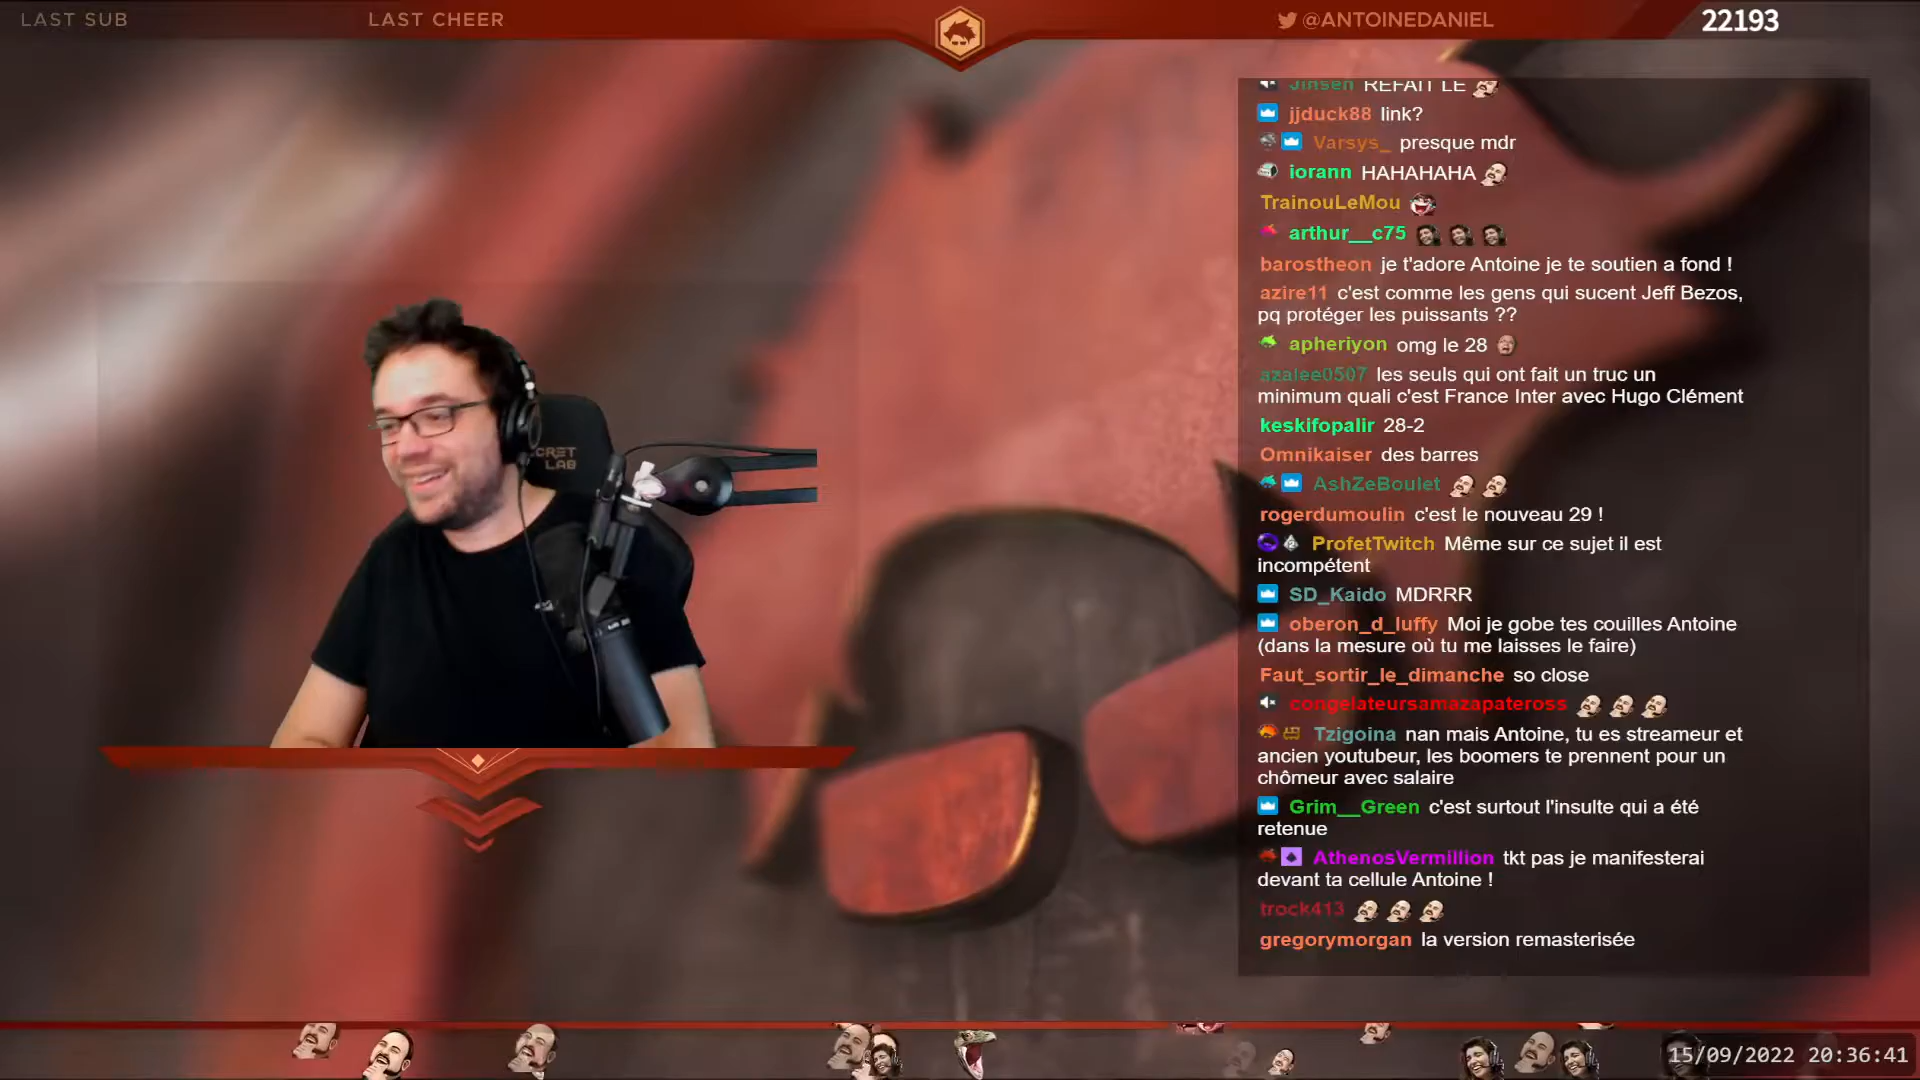 LAST SUB
LAST CHEER
@ANTOINEDANIEL
22193
Jinsen REFAIT LE
jjduck88 link?
Varsys_ presque mdr
iorann HAHAHAHA
TrainouLeMou
arthur__c75
barostheon je t'adore Antoine je te soutien a fond !
azire11 c'est comme les gens qui sucent Jeff Bezos,
pq protéger les puissants ??
apheriyon omg le 28
azalee0507 les seuls qui ont fait un truc un
minimum quali c'est France Inter avec Hugo Clément
keskifopalir 28-2
Omnikaiser des barres
AshZeBoulet
rogerdumoulin c'est le nouveau 29 !
ProfetTwitch Même sur ce sujet il est
incompétent
SD_Kaido MDRRR
oberon_d_luffy Moi je gobe tes couilles Antoine
(dans la mesure où tu me laisses le faire)
Faut_sortir_le_dimanche so close
congelateursamazapateross
Tzigoina nan mais Antoine, tu es streameur et
ancien youtubeur, les boomers te prennent pour un
chômeur avec salaire
Grim__Green c'est surtout l'insulte qui a été
retenue
AthenosVermillion tkt pas je manifesterai
devant ta cellule Antoine !
trock413
gregorymorgan la version remasterisée
15/09/2022 20:36:41